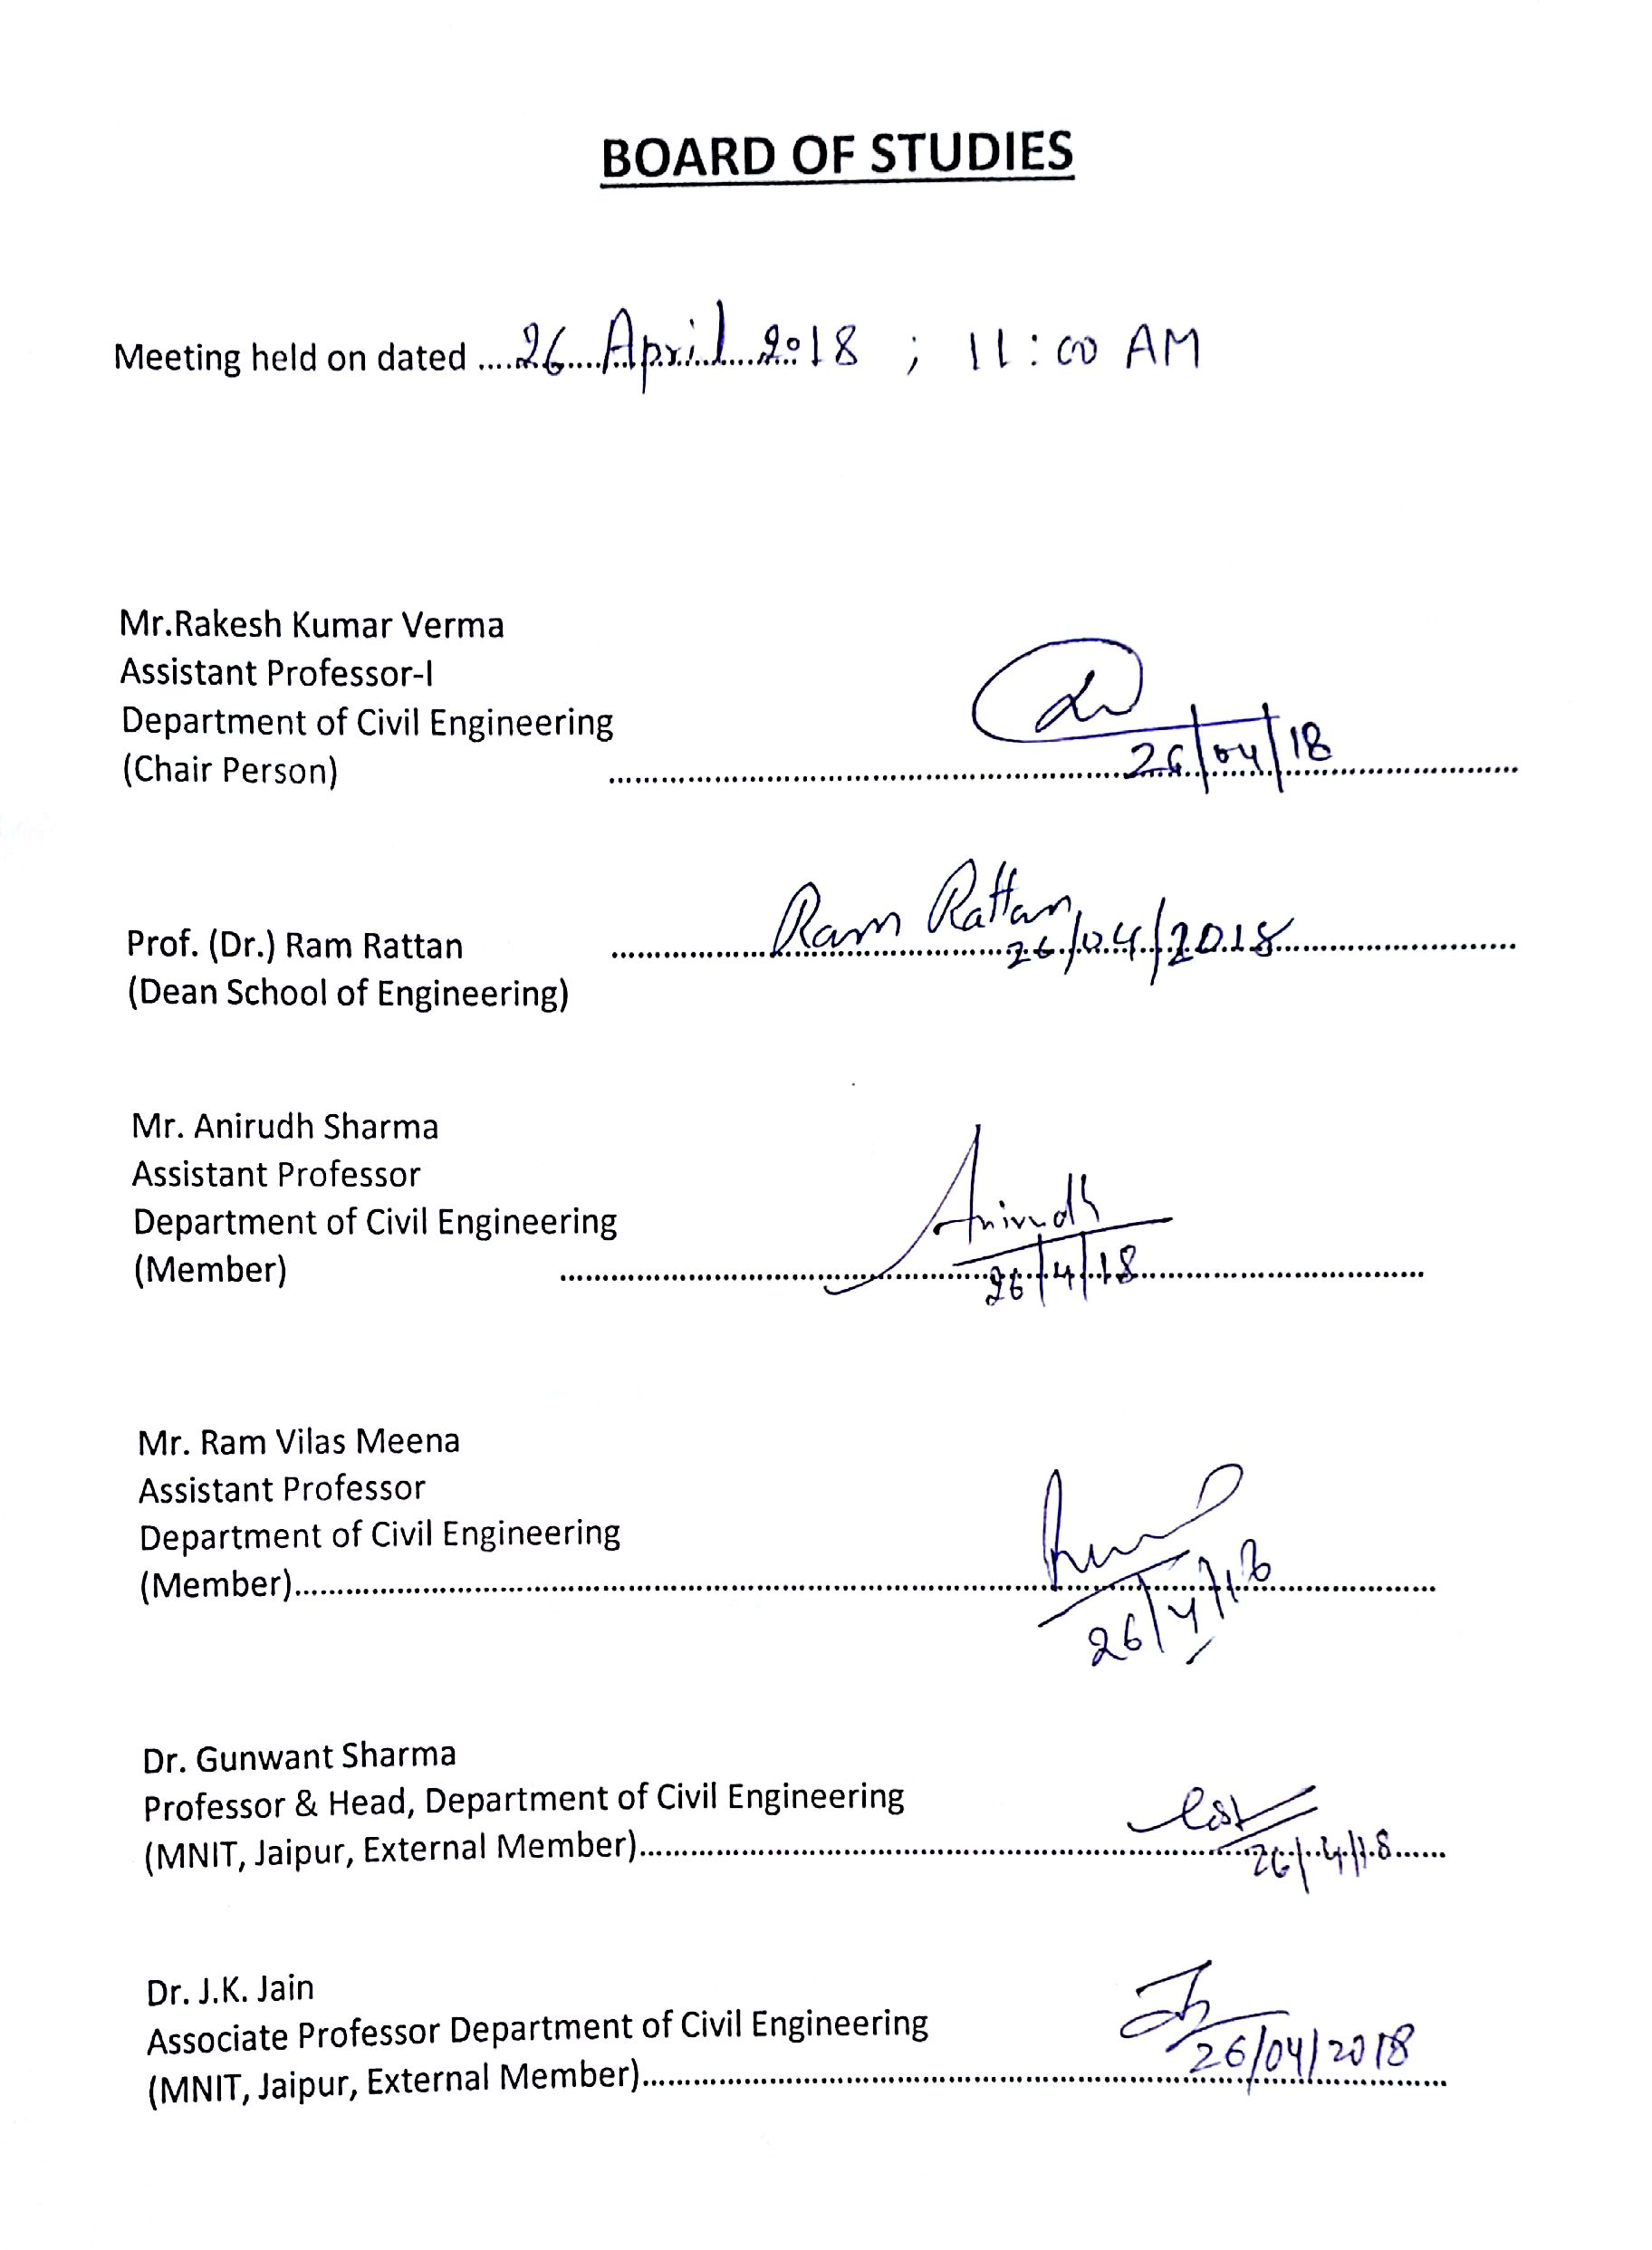 BOARD OF STUDIES
Meeting held on dated ....26 April 2018 ; 11:00 AM
Mr.Rakesh Kumar Verma
Assistant Professor-I
Department of Civil Engineering
(Chair Person) ....26/04/18....
Ram Rattan
Prof. (Dr.) Ram Rattan ....26/04/2018....
(Dean School of Engineering)
Mr. Anirudh Sharma
Assistant Professor
Department of Civil Engineering Anirudh
(Member) ....26/4/18....
Mr. Ram Vilas Meena
Assistant Professor
Department of Civil Engineering
(Member)....
26/4/18
Dr. Gunwant Sharma
Professor & Head, Department of Civil Engineering
(MNIT, Jaipur, External Member)....26/4/18....
Dr. J.K. Jain
Associate Professor Department of Civil Engineering
26/04/2018
(MNIT, Jaipur, External Member)....